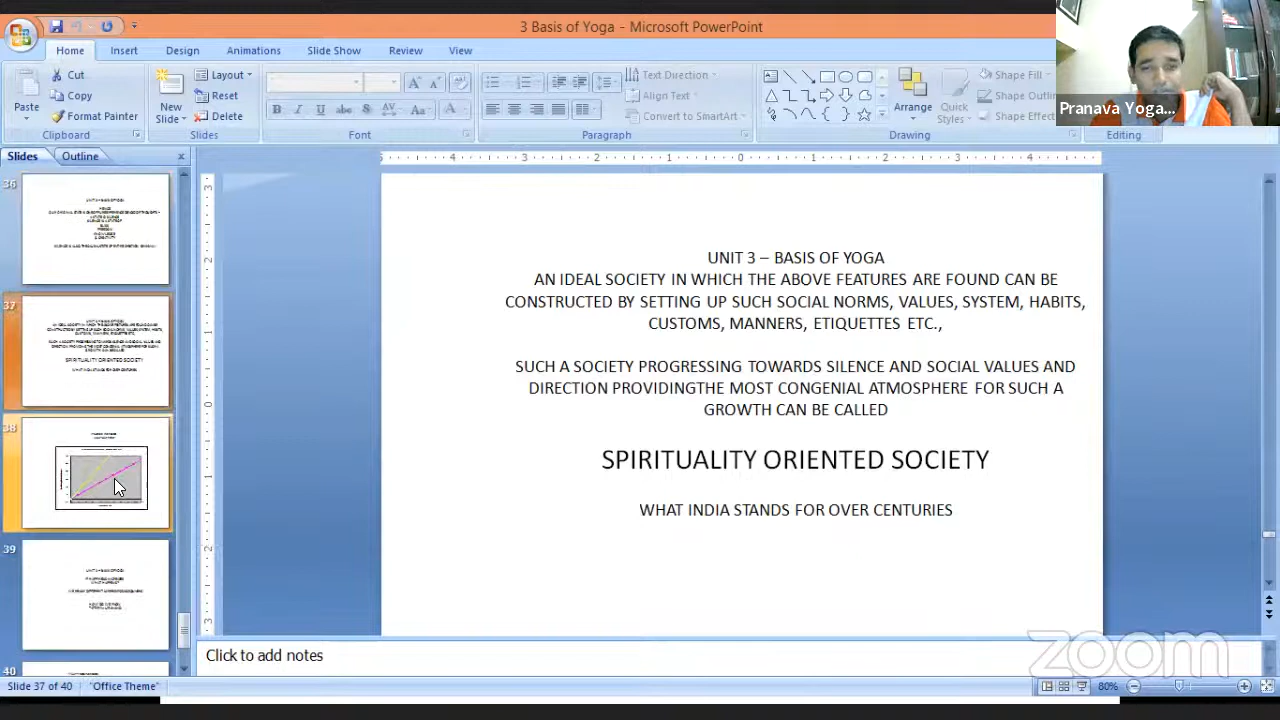 3 Basis of Yoga - Microsoft PowerPoint
Home Insert Design Animations Slide Show Review View
Paste
Cut
Copy
Format Painter
Clipboard
New Slide
Layout
Reset
Delete
Slides
B I U abc S AV Aa A
Font
Text Direction
Align Text
Convert to SmartArt
Paragraph
Arrange
Quick Styles
Shape Fill
Shape Outli
Shape Effect
Drawing
Editing
Pranava Yoga...
Slides Outline
36
37
38
39
40
UNIT 3 – BASIS OF YOGA
AN IDEAL SOCIETY IN WHICH THE ABOVE FEATURES ARE FOUND CAN BE
CONSTRUCTED BY SETTING UP SUCH SOCIAL NORMS, VALUES, SYSTEM, HABITS,
CUSTOMS, MANNERS, ETIQUETTES ETC.,
SUCH A SOCIETY PROGRESSING TOWARDS SILENCE AND SOCIAL VALUES AND
DIRECTION PROVIDINGTHE MOST CONGENIAL ATMOSPHERE FOR SUCH A
GROWTH CAN BE CALLED
SPIRITUALITY ORIENTED SOCIETY
WHAT INDIA STANDS FOR OVER CENTURIES
Click to add notes
zoom
Slide 37 of 40 "Office Theme" 80%